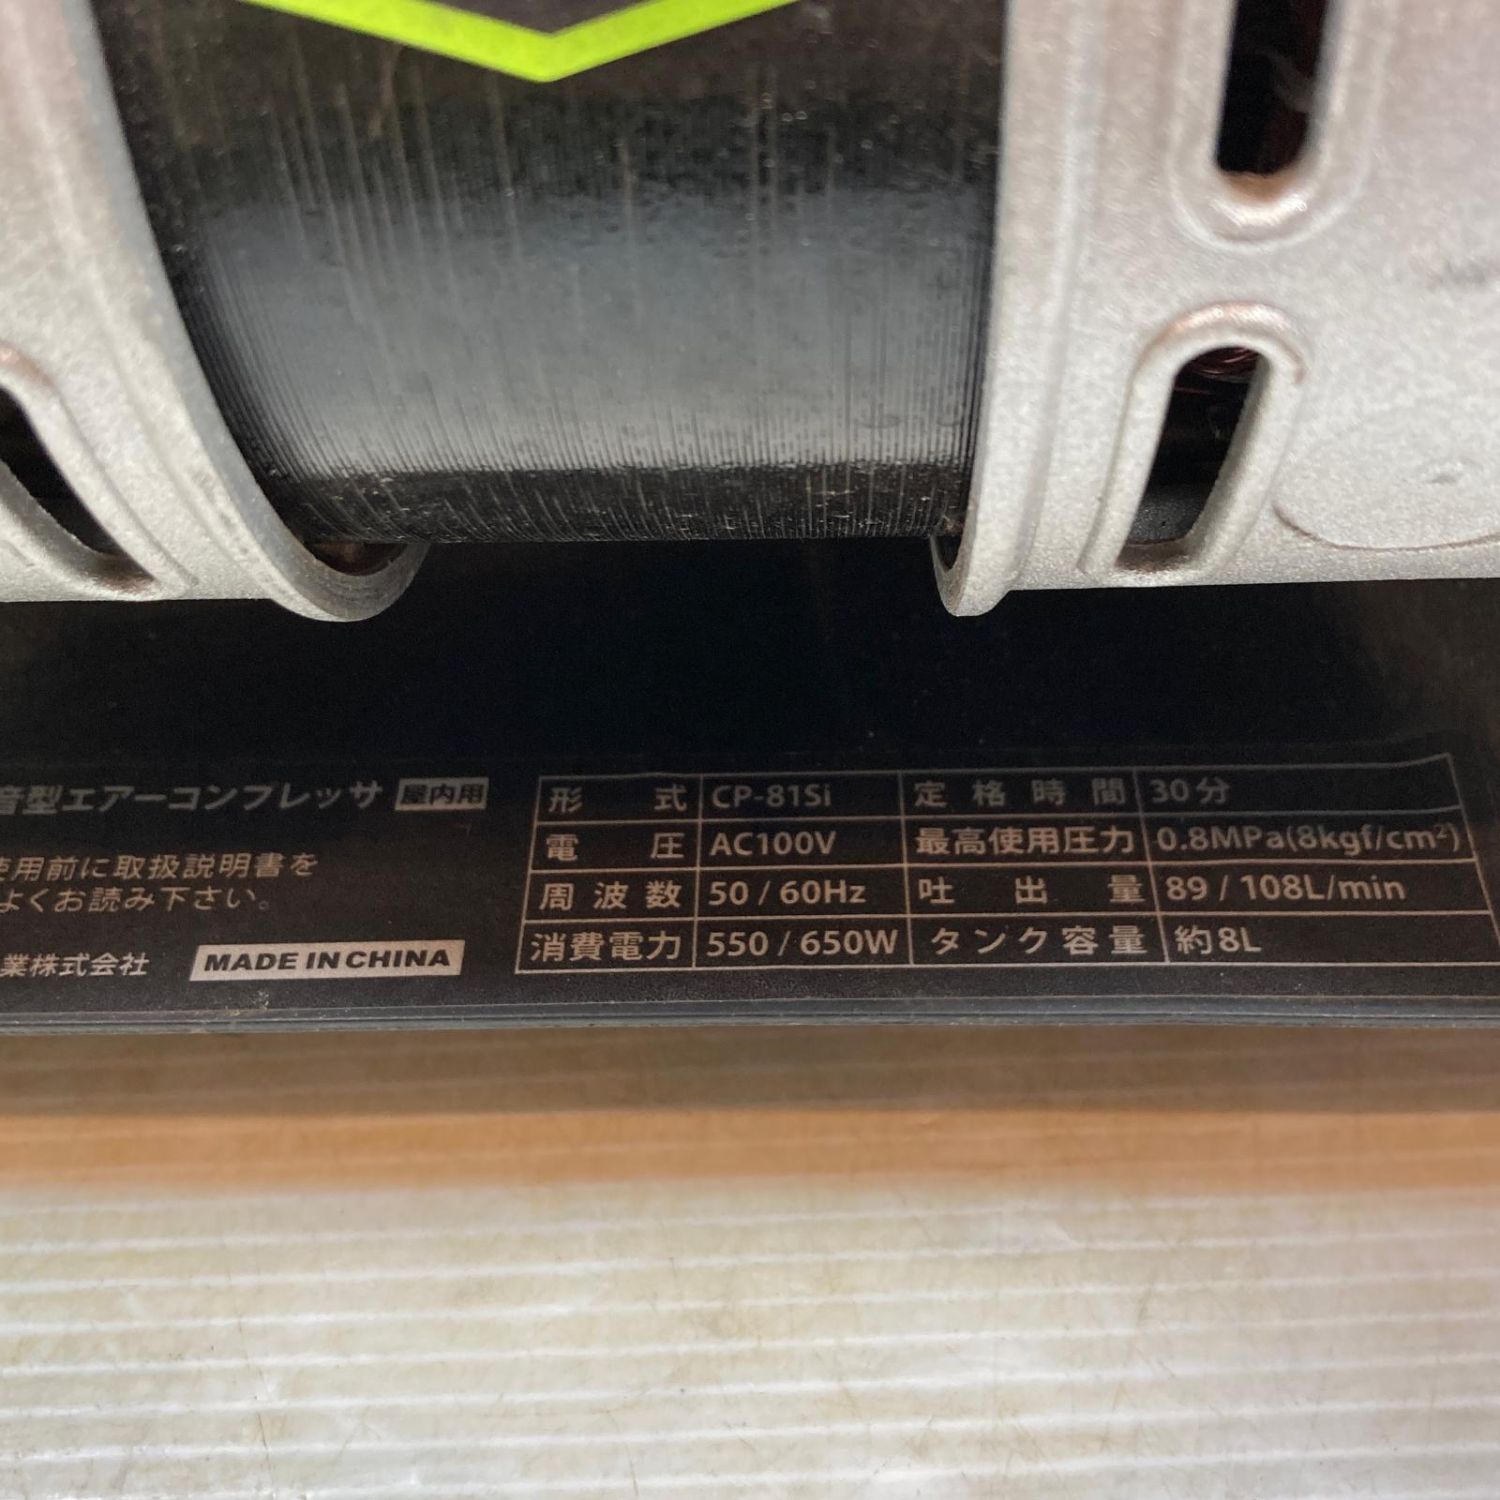 音型エアーコンプレッサ 屋内用
使用前に取扱説明書を
よくお読み下さい。
業株式会社 MADE IN CHINA
形式 CP-81Si 定格時間 30分
電圧 AC100V 最高使用圧力 0.8MPa(8kgf/cm²)
周波数 50 / 60Hz 吐出量 89 / 108L/min
消費電力 550 / 650W タンク容量 約8L